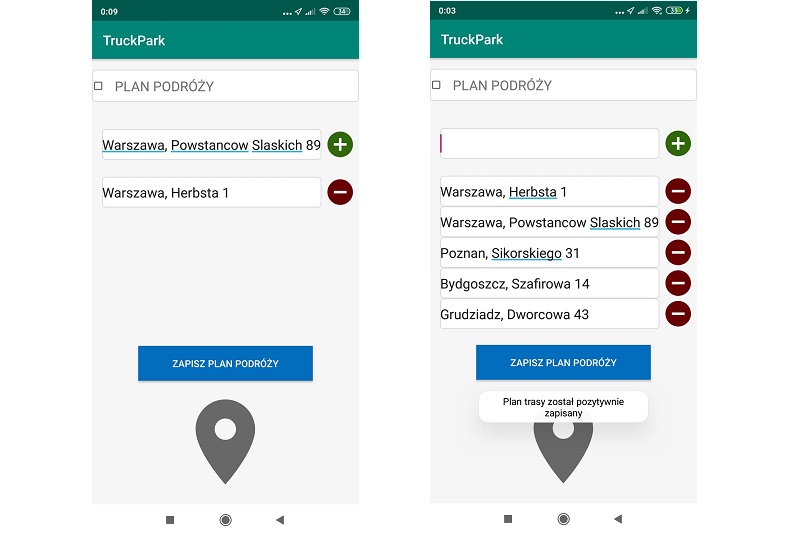 0:09
34
TruckPark
PLAN PODRÓŻY
Warszawa, Powstancow Slaskich 89
Warszawa, Herbsta 1
ZAPISZ PLAN PODRÓŻY
0:03
TruckPark
PLAN PODRÓŻY
Warszawa, Herbsta 1
Warszawa, Powstancow Slaskich 89
Poznan, Sikorskiego 31
Bydgoszcz, Szafirowa 14
Grudziadz, Dworcowa 43
ZAPISZ PLAN PODRÓŻY
Plan trasy został pozytywnie
zapisany